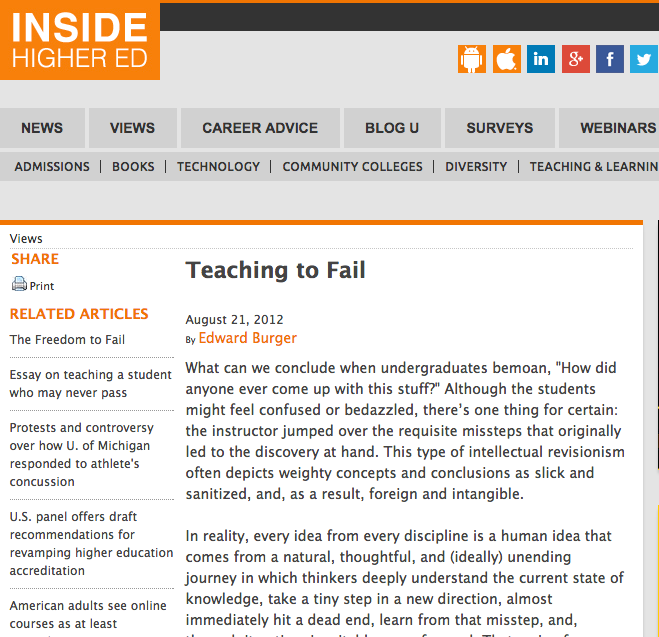 INSIDE
HIGHER ED
in
g+
f
NEWS
VIEWS
CAREER ADVICE
BLOG U
SURVEYS
WEBINARS
ADMISSIONS
BOOKS
TECHNOLOGY
COMMUNITY COLLEGES
DIVERSITY
TEACHING & LEARNIN
Views
SHARE
Print
RELATED ARTICLES
The Freedom to Fail
Essay on teaching a student
who may never pass
Protests and controversy
over how U. of Michigan
responded to athlete's
concussion
U.S. panel offers draft
recommendations for
revamping higher education
accreditation
American adults see online
courses as at least
Teaching to Fail
August 21, 2012
By Edward Burger
What can we conclude when undergraduates bemoan, "How did
anyone ever come up with this stuff?" Although the students
might feel confused or bedazzled, there's one thing for certain:
the instructor jumped over the requisite missteps that originally
led to the discovery at hand. This type of intellectual revisionism
often depicts weighty concepts and conclusions as slick and
sanitized, and, as a result, foreign and intangible.
In reality, every idea from every discipline is a human idea that
comes from a natural, thoughtful, and (ideally) unending
journey in which thinkers deeply understand the current state of
knowledge, take a tiny step in a new direction, almost
immediately hit a dead end, learn from that misstep, and,